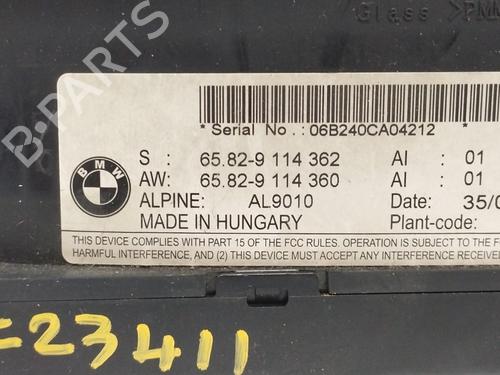 Glass >PMM
* Serial No. : 06B240CA04212 *
BMW
S : 65.82-9 114 362 AI : 01
AW: 65.82-9 114 360 AI : 01
ALPINE: AL9010 Date: 35/0
MADE IN HUNGARY Plant-code:
THIS DEVICE COMPLIES WITH PART 15 OF THE FCC RULES. OPERATION IS SUBJECT TO THE FO
HARMFUL INTERFERENCE, AND (2) THIS DEVICE MUST ACCEPT ANY INTERFERENCE RECEIVED
-23411
B-PARTS